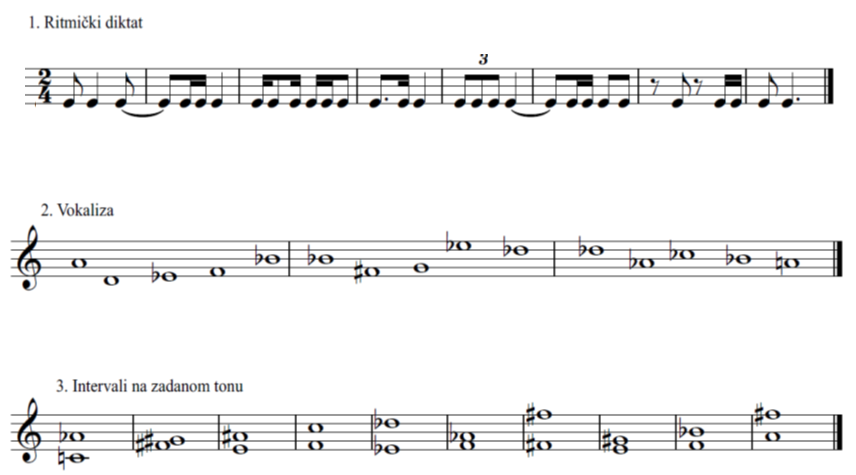 1. Ritmički diktat
2
4
3
2. Vokaliza
3. Intervali na zadanom tonu